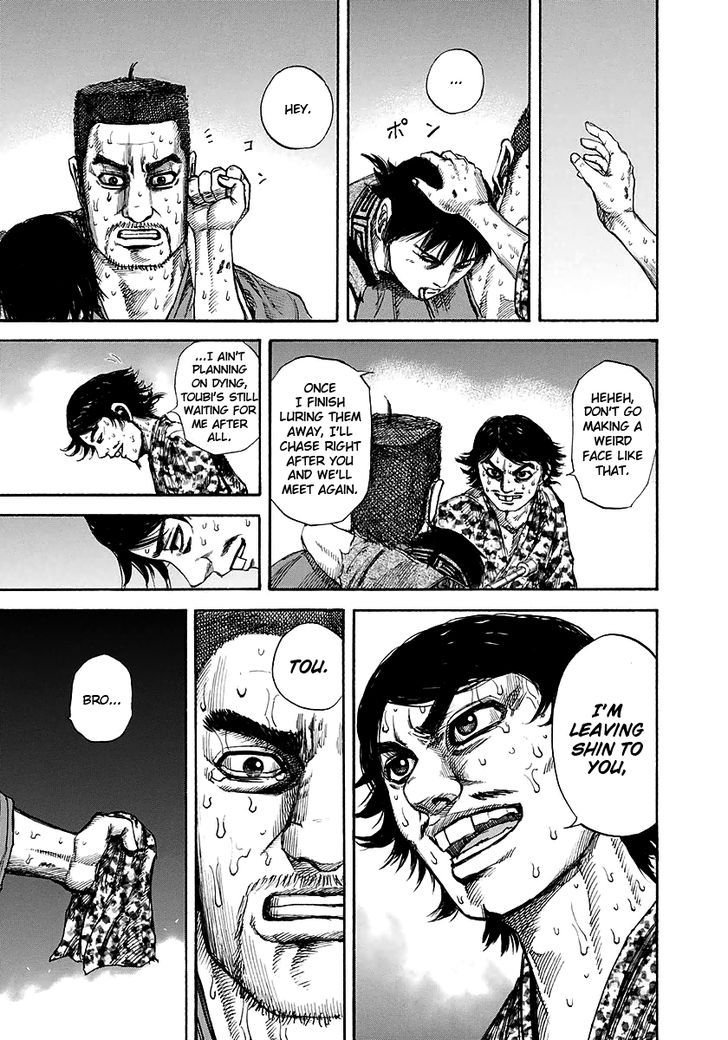 ...
ポン
HEY.
コン
HEHEH,
DON'T GO
MAKING A
WEIRD
FACE LIKE
THAT.
ONCE
I FINISH
LURING THEM
AWAY, I'LL
CHASE RIGHT
AFTER YOU
AND WE'LL
MEET AGAIN.
...I AIN'T
PLANNING
ON DYING,
TOUBI'S STILL
WAITING FOR
ME AFTER
ALL.
I'M
LEAVING
SHIN TO
YOU,
TOU.
BRO...